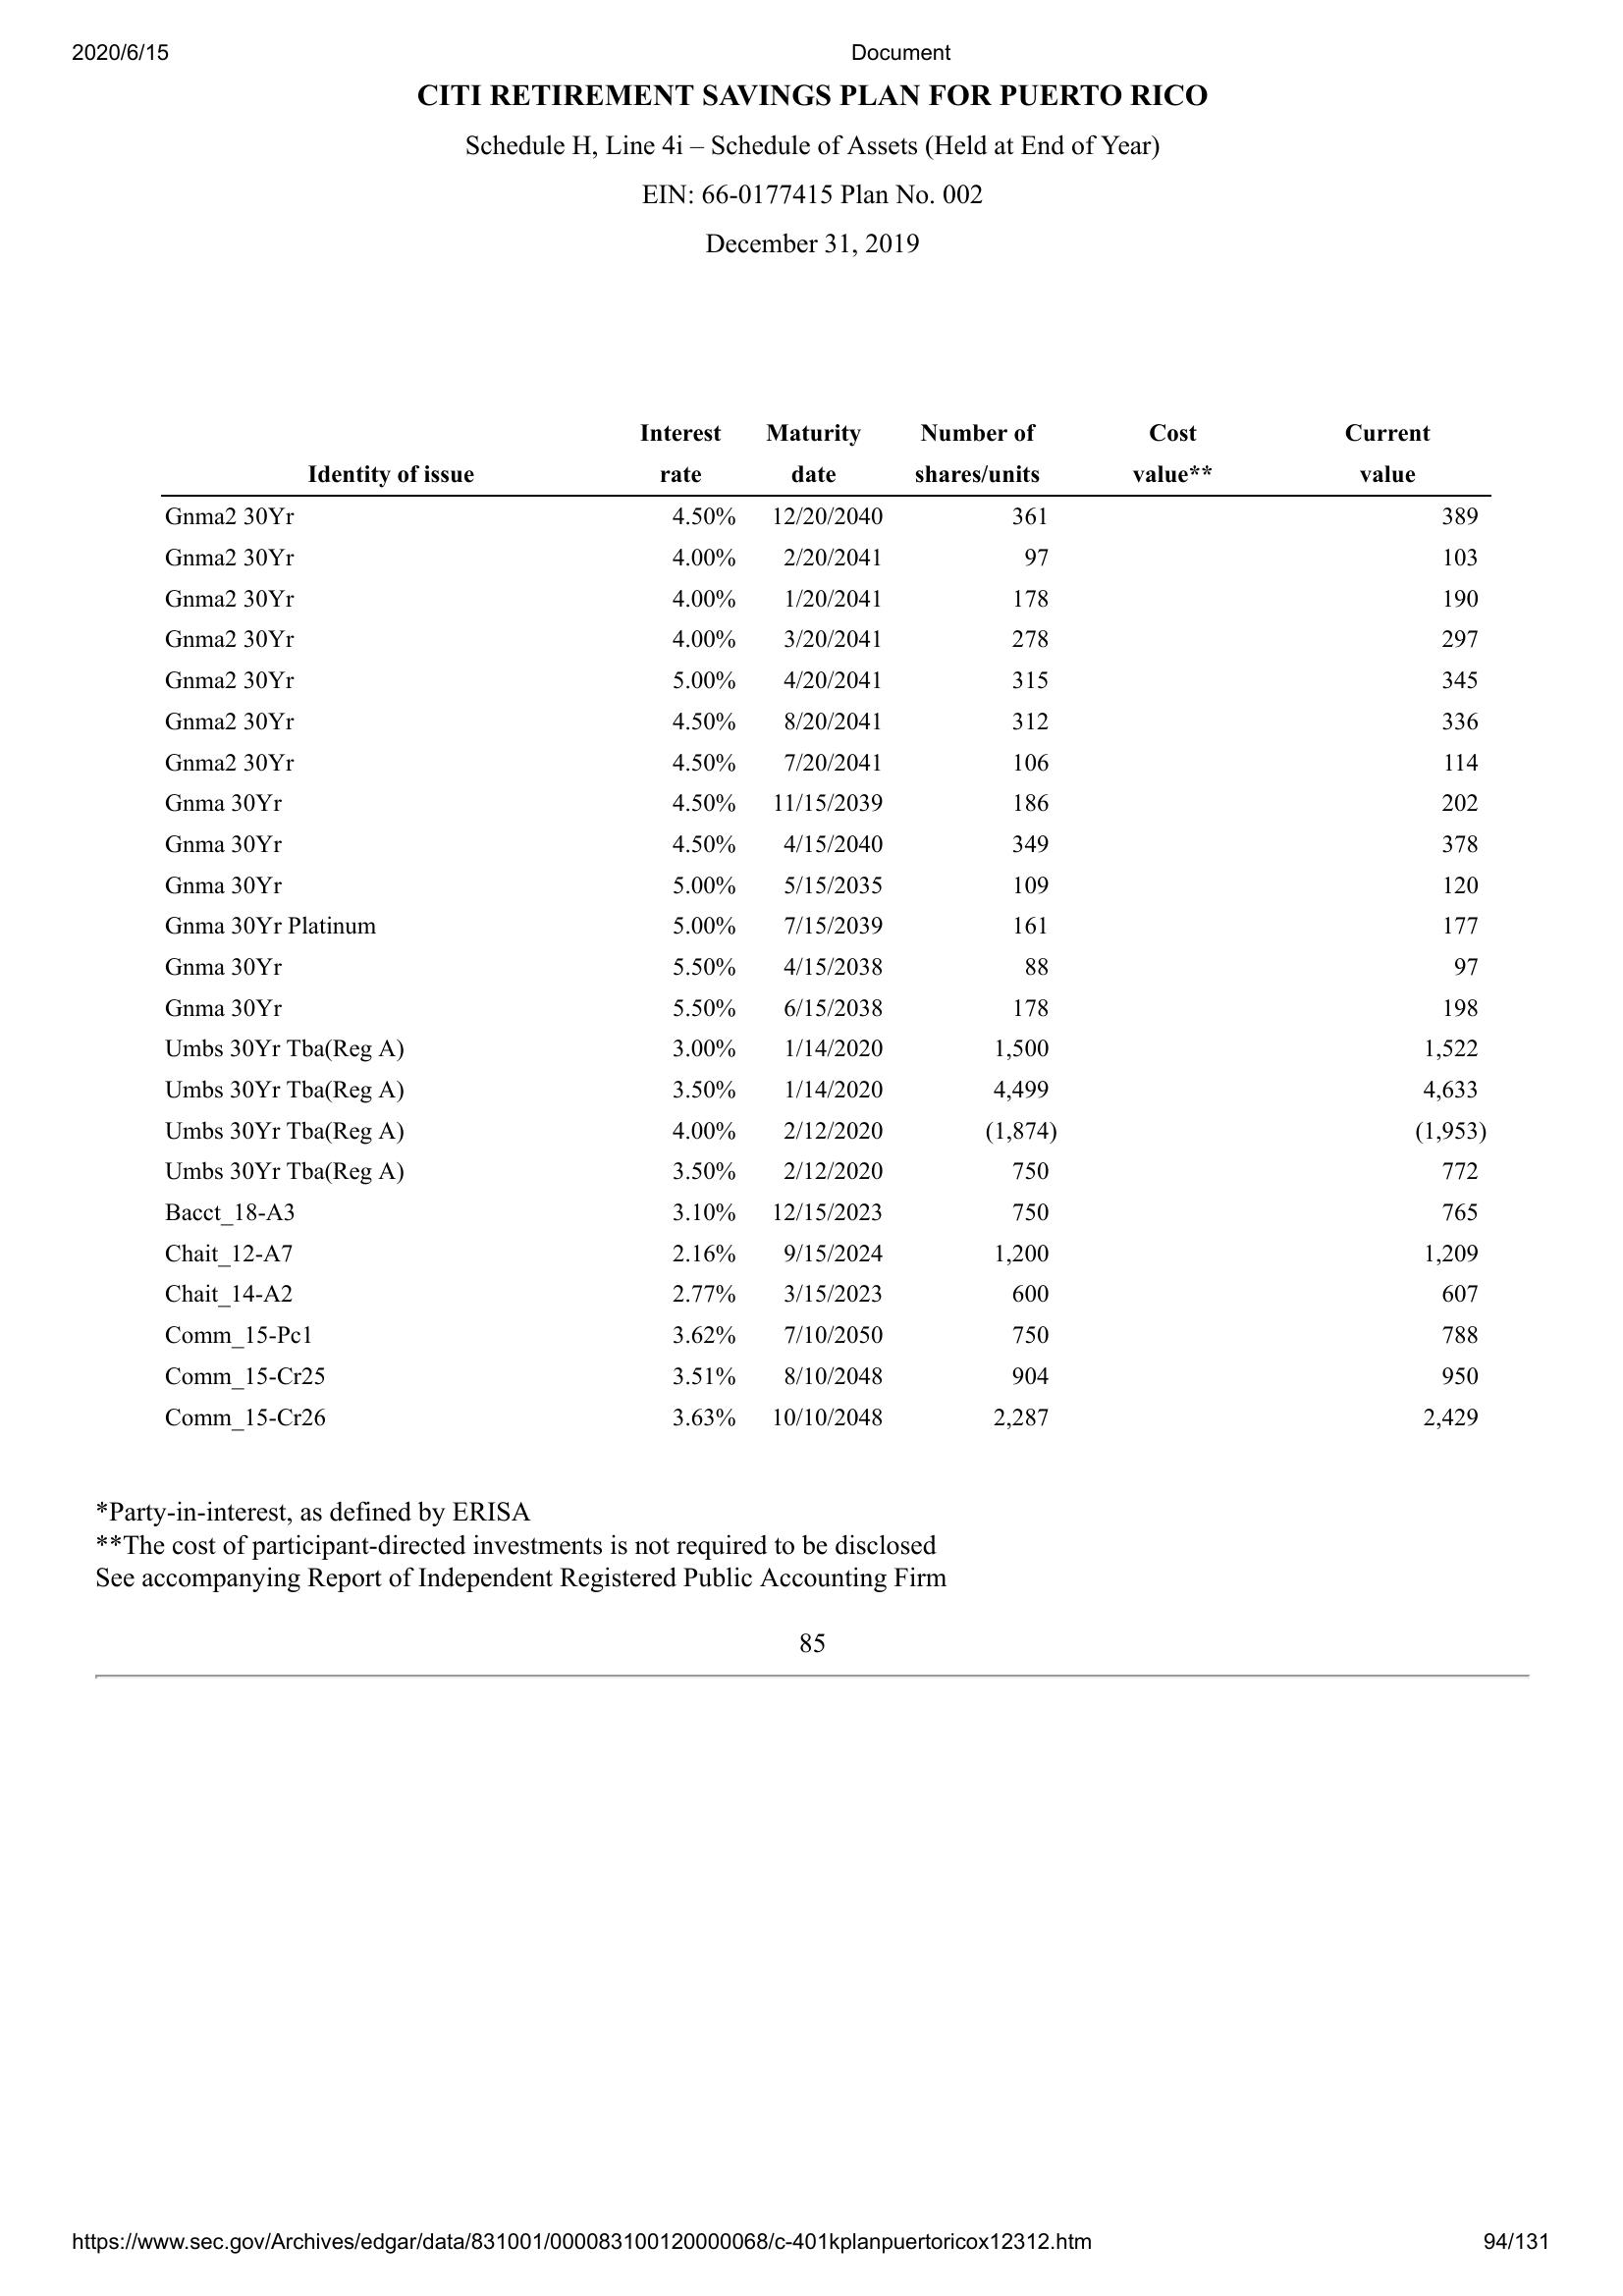 2020/6/15 Document
CITI RETIREMENT SAVINGS PLAN FOR PUERTO RICO
Schedule H, Line 4i – Schedule of Assets (Held at End of Year)
EIN: 66-0177415 Plan No. 002
December 31, 2019
Interest Maturity Number of Cost Current
Identity of issue rate date shares/units value** value
Gnma2 30Yr 4.50% 12/20/2040 361 389
Gnma2 30Yr 4.00% 2/20/2041 97 103
Gnma2 30Yr 4.00% 1/20/2041 178 190
Gnma2 30Yr 4.00% 3/20/2041 278 297
Gnma2 30Yr 5.00% 4/20/2041 315 345
Gnma2 30Yr 4.50% 8/20/2041 312 336
Gnma2 30Yr 4.50% 7/20/2041 106 114
Gnma 30Yr 4.50% 11/15/2039 186 202
Gnma 30Yr 4.50% 4/15/2040 349 378
Gnma 30Yr 5.00% 5/15/2035 109 120
Gnma 30Yr Platinum 5.00% 7/15/2039 161 177
Gnma 30Yr 5.50% 4/15/2038 88 97
Gnma 30Yr 5.50% 6/15/2038 178 198
Umbs 30Yr Tba(Reg A) 3.00% 1/14/2020 1,500 1,522
Umbs 30Yr Tba(Reg A) 3.50% 1/14/2020 4,499 4,633
Umbs 30Yr Tba(Reg A) 4.00% 2/12/2020 (1,874) (1,953)
Umbs 30Yr Tba(Reg A) 3.50% 2/12/2020 750 772
Bacct_18-A3 3.10% 12/15/2023 750 765
Chait_12-A7 2.16% 9/15/2024 1,200 1,209
Chait_14-A2 2.77% 3/15/2023 600 607
Comm_15-Pc1 3.62% 7/10/2050 750 788
Comm_15-Cr25 3.51% 8/10/2048 904 950
Comm_15-Cr26 3.63% 10/10/2048 2,287 2,429
*Party-in-interest, as defined by ERISA
**The cost of participant-directed investments is not required to be disclosed
See accompanying Report of Independent Registered Public Accounting Firm
85
https://www.sec.gov/Archives/edgar/data/831001/000083100120000068/c-401kplanpuertoricox12312.htm 94/131